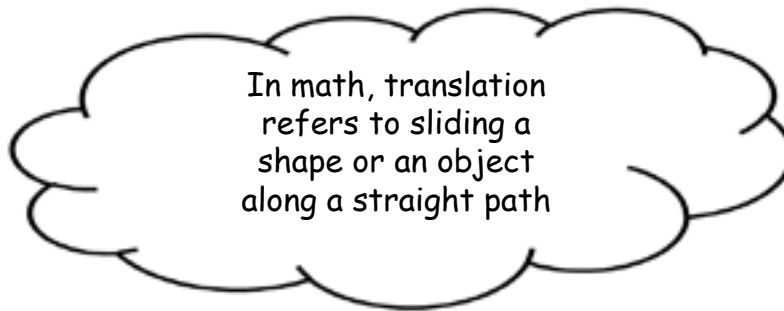 In math, translation
refers to sliding a
shape or an object
along a straight path